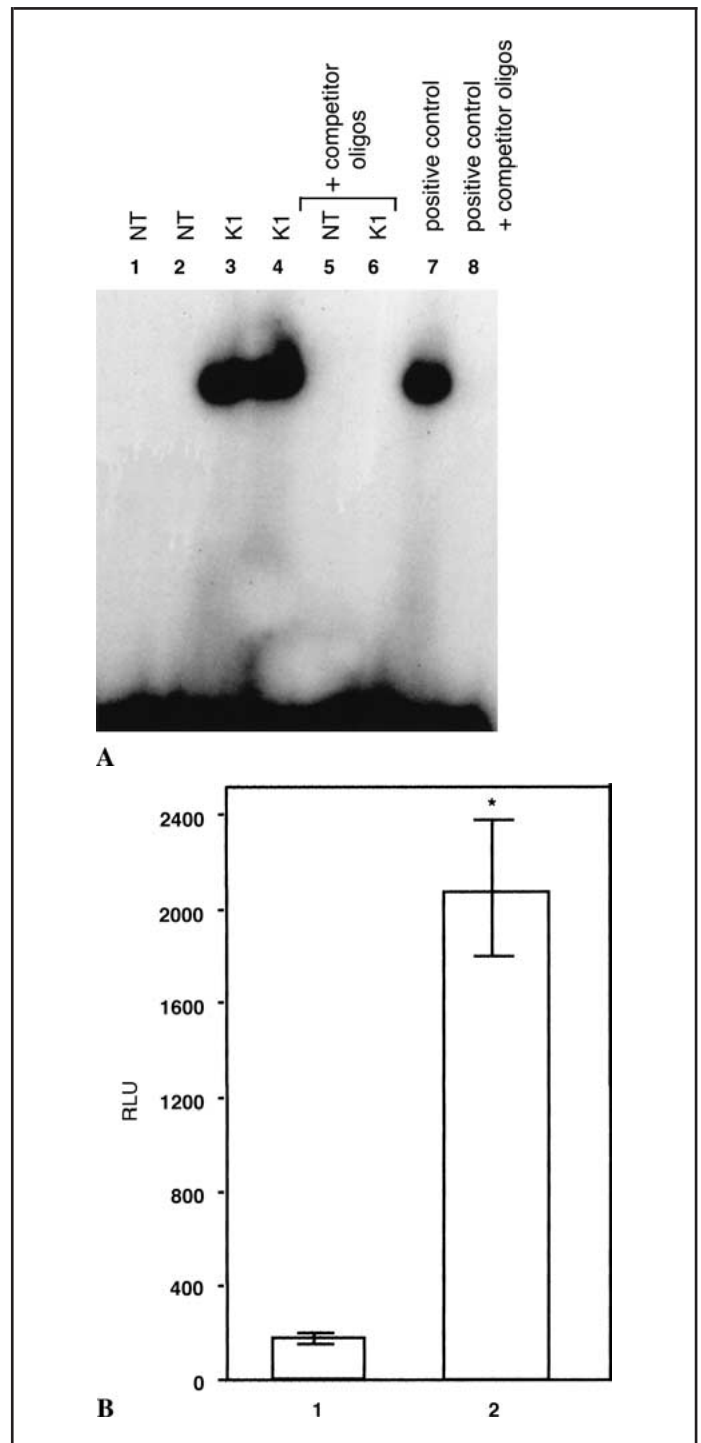 NT
NT
K1
K1
+ competitor
oligos
NT
K1
positive control
positive control
+ competitor oligos
1 2 3 4 5 6 7 8
A
2400
2000
1600
1200
800
400
0
RLU
*
B
1 2